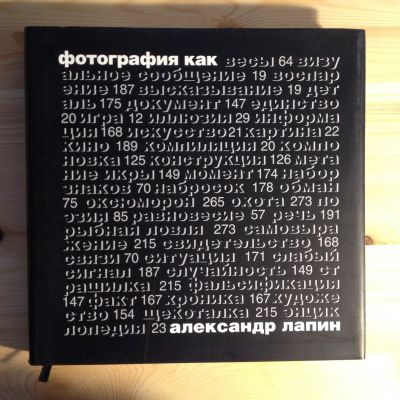 фотография как весы 64 визу
альное сообщение 19 воспар
ение 187 высказывание 19 дет
аль 175 документ 147 единство
20 игра 12 иллюзии 29 информа
ция 168 искусство 21 картина 22
кино 189 компиляция 20 компо
новка 125 конструкция 126 мета
ние икры 149 момент 174 набор
знаков 70 набросок 178 обман
75 оксюморон 265 охота 273 по
эзия 85 равновесие 57 речь 191
рыбная ловля 273 самовыра
жение 215 свидетельство 168
связи 70 ситуация 171 слабый
сигнал 187 случайность 149 ст
рашилка 215 фальсификация
147 факт 167 хроника 167 художе
ство 154 щекоталка 215 энцик
лопедия 23 александр лапин